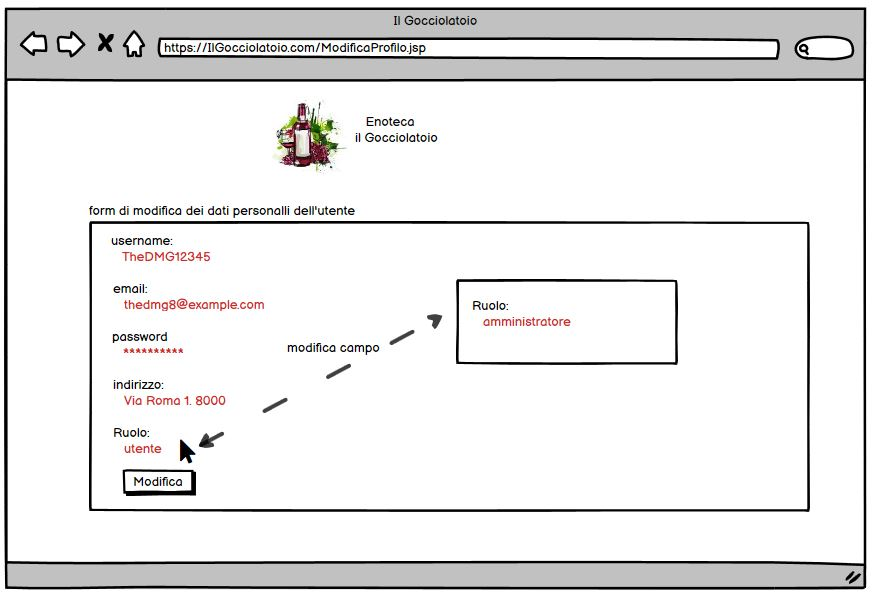 Il Gocciolatoio
https://IlGocciolatoio.com/ModificaProfilo.jsp
Enoteca
il Gocciolatoio
form di modifica dei dati personalli dell'utente
username:
TheDMG12345
email:
thedmg8@example.com
password
**********
indirizzo:
Via Roma 1. 8000
Ruolo:
utente
Modifica
modifica campo
Ruolo:
amministratore